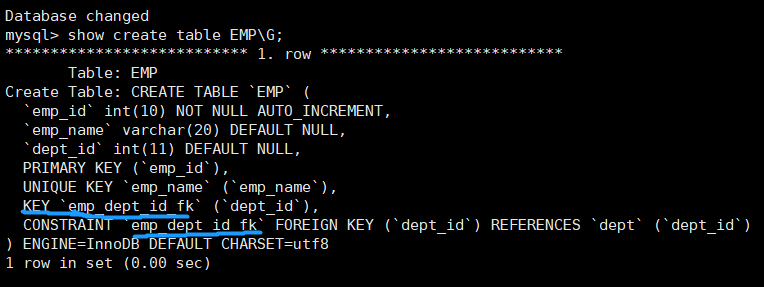 Database changed
mysql> show create table EMP\G;
*************************** 1. row ***************************
       Table: EMP
Create Table: CREATE TABLE `EMP` (
  `emp_id` int(10) NOT NULL AUTO_INCREMENT,
  `emp_name` varchar(20) DEFAULT NULL,
  `dept_id` int(11) DEFAULT NULL,
  PRIMARY KEY (`emp_id`),
  UNIQUE KEY `emp_name` (`emp_name`),
  KEY `emp_dept_id_fk` (`dept_id`),
  CONSTRAINT `emp_dept_id_fk` FOREIGN KEY (`dept_id`) REFERENCES `dept` (`dept_id`)
) ENGINE=InnoDB DEFAULT CHARSET=utf8
1 row in set (0.00 sec)